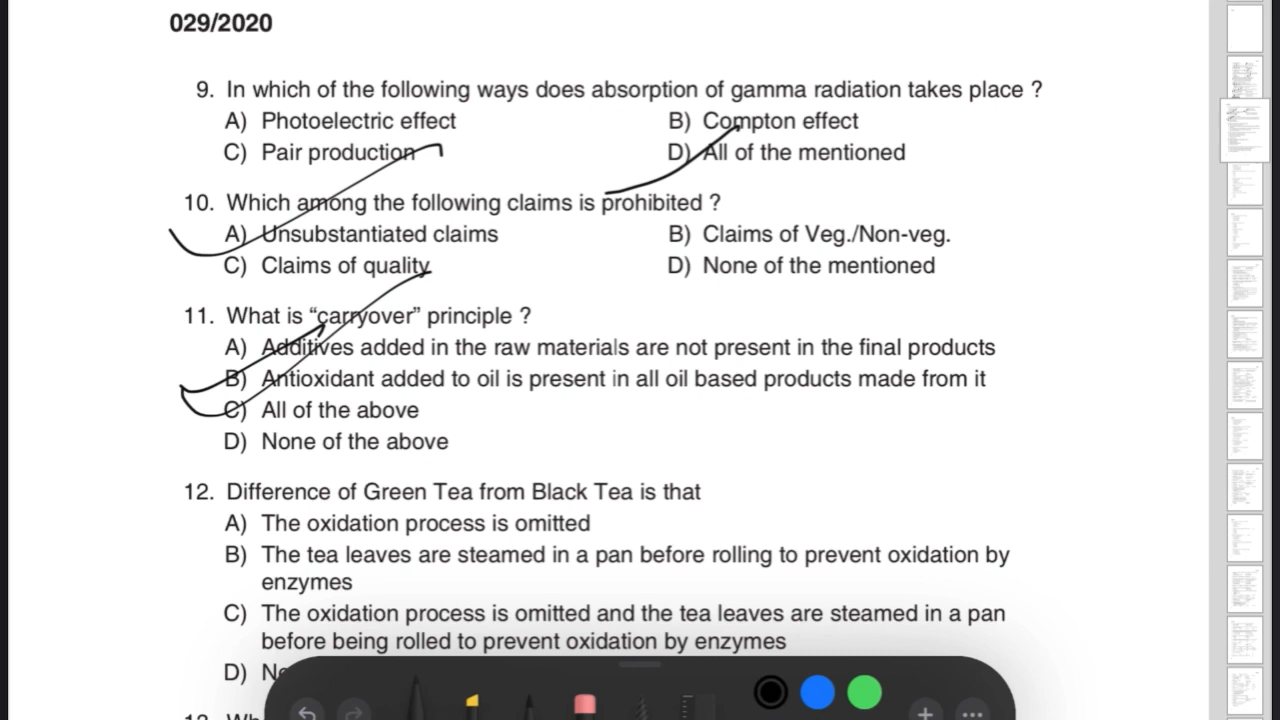 029/2020
9. In which of the following ways does absorption of gamma radiation takes place ?
A) Photoelectric effect B) Compton effect
C) Pair production D) All of the mentioned
10. Which among the following claims is prohibited ?
A) Unsubstantiated claims B) Claims of Veg./Non-veg.
C) Claims of quality D) None of the mentioned
11. What is “carryover” principle ?
A) Additives added in the raw materials are not present in the final products
B) Antioxidant added to oil is present in all oil based products made from it
C) All of the above
D) None of the above
12. Difference of Green Tea from Black Tea is that
A) The oxidation process is omitted
B) The tea leaves are steamed in a pan before rolling to prevent oxidation by
enzymes
C) The oxidation process is omitted and the tea leaves are steamed in a pan
before being rolled to prevent oxidation by enzymes
D)